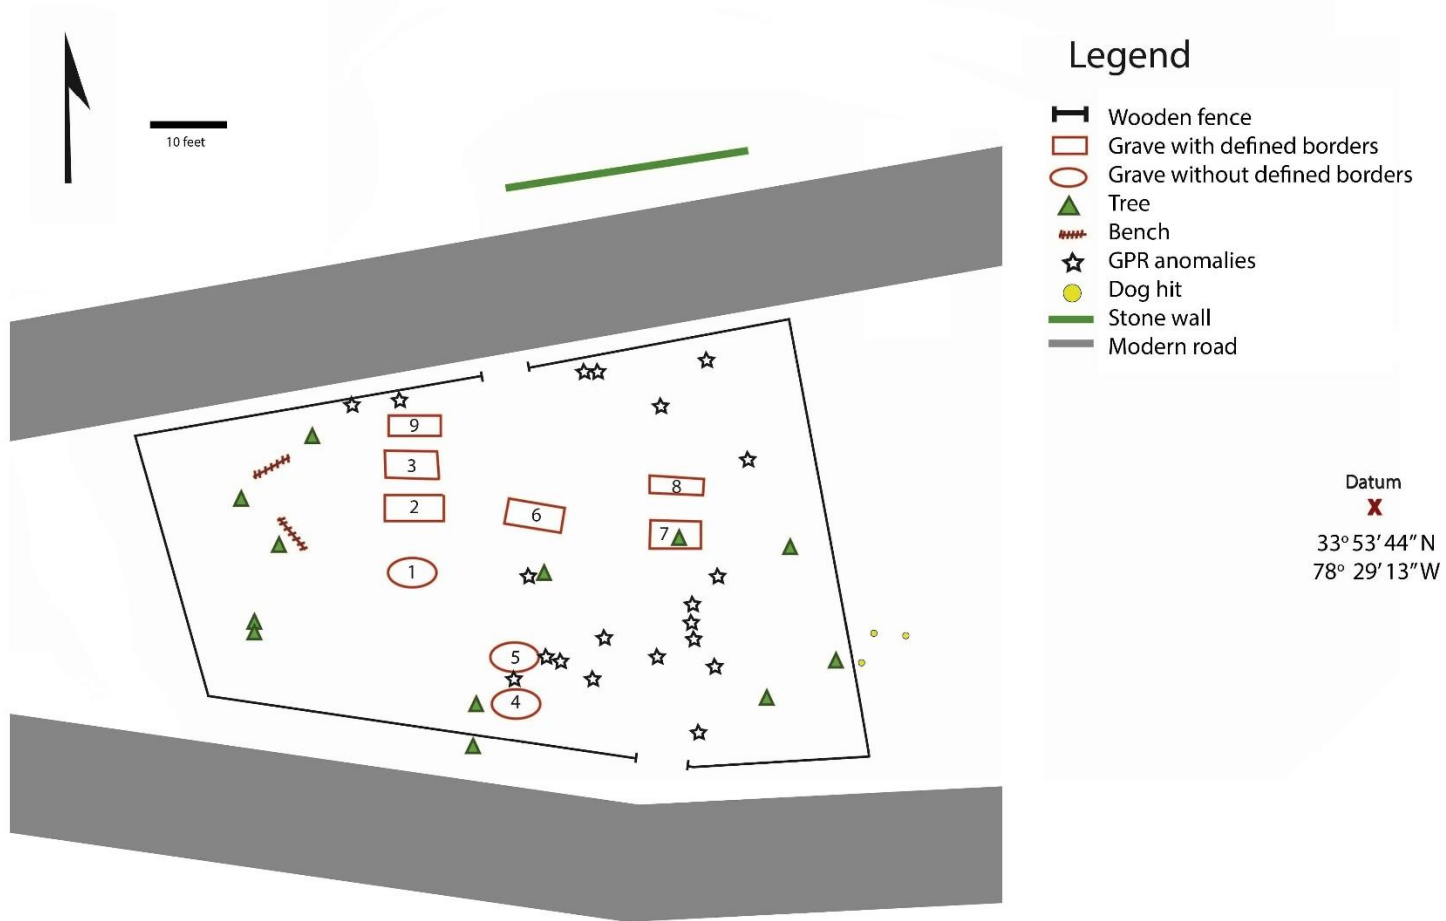 10 feet
Legend
Wooden fence
Grave with defined borders
Grave without defined borders
Tree
Bench
GPR anomalies
Dog hit
Stone wall
Modern road
9
3
2
1
6
8
7
5
4
Datum
X
33° 53' 44" N
78° 29' 13" W